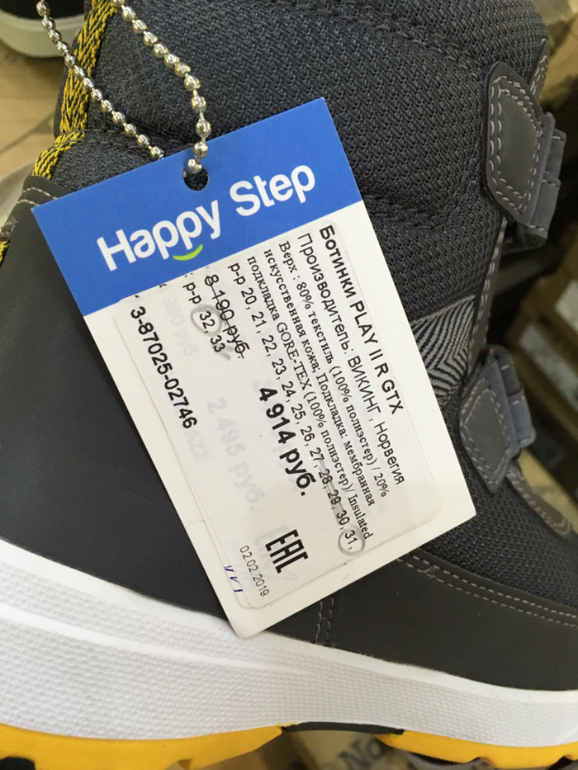 Happy Step
Ботинки PLAY II R GTX
Производитель: ВИКИНГ, Норвегия
Верх : 80% текстиль (100% полиэстер) / 20%
искусственная кожа; Подкладка: мембранная
подкладка GORE-TEX (100% полиэстер)/ Insulated
р-р 20, 21, 22, 23, 24, 25, 26, 27, 28, 29, 30, 31,
8 190 руб.
4 914 руб.
р-р 32, 33
3-87025-02746
2 495 руб.
EAC
02.02.2019